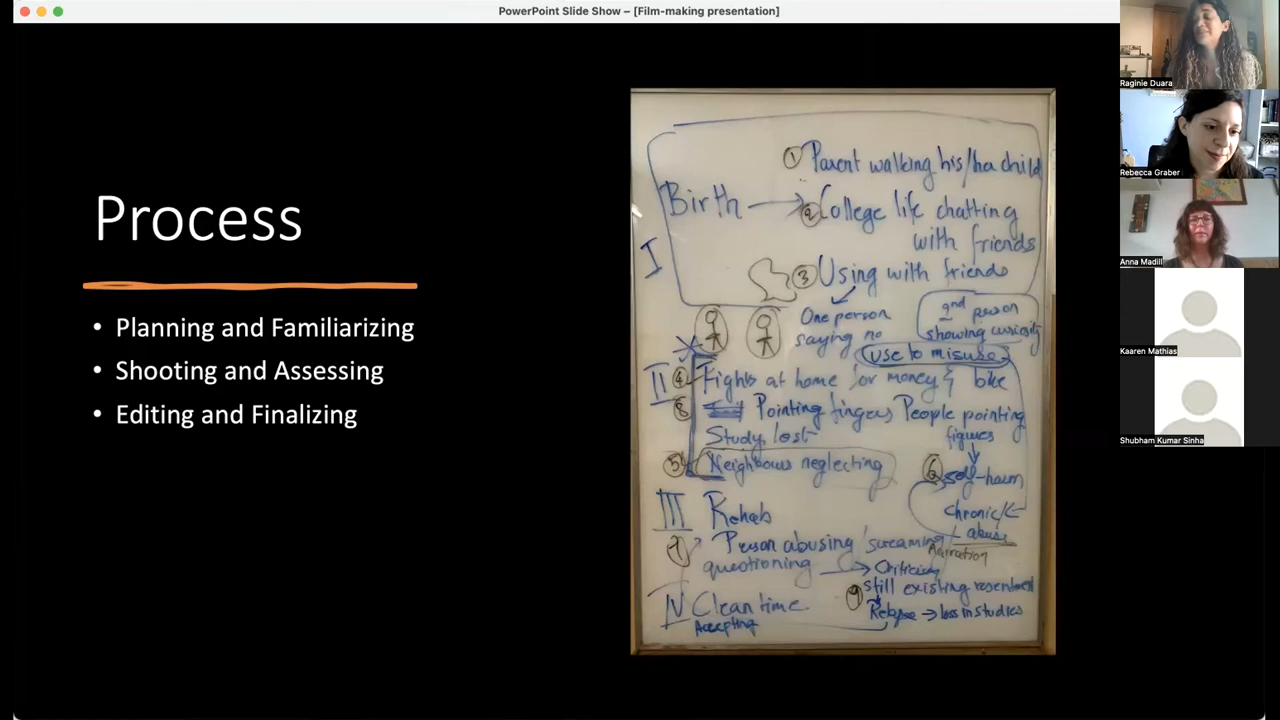 PowerPoint Slide Show – [Film-making presentation]
Process
• Planning and Familiarizing
• Shooting and Assessing
• Editing and Finalizing
I
Birth →
① Parent walking his/her child
② College life chatting
with friends
③ Using with friends
One person
saying no
2nd person
showing curiosity
use to misuse
II
④ Fights at home for money & bike
⑧ Pointing fingers People pointing
figures
Study lost
⑤ Neighbours neglecting
⑥ self-harm
chronic/
abuse
Narration
III Rehab
⑦ Person abusing/screaming/
questioning → Criticising
⑨ still existing resentment
Relapse → loss in studies
IV Clean time
Accepting
Raginie Duara
Rebecca Graber
Anna Madill
Kaaren Mathias
Shubham Kumar Sinha